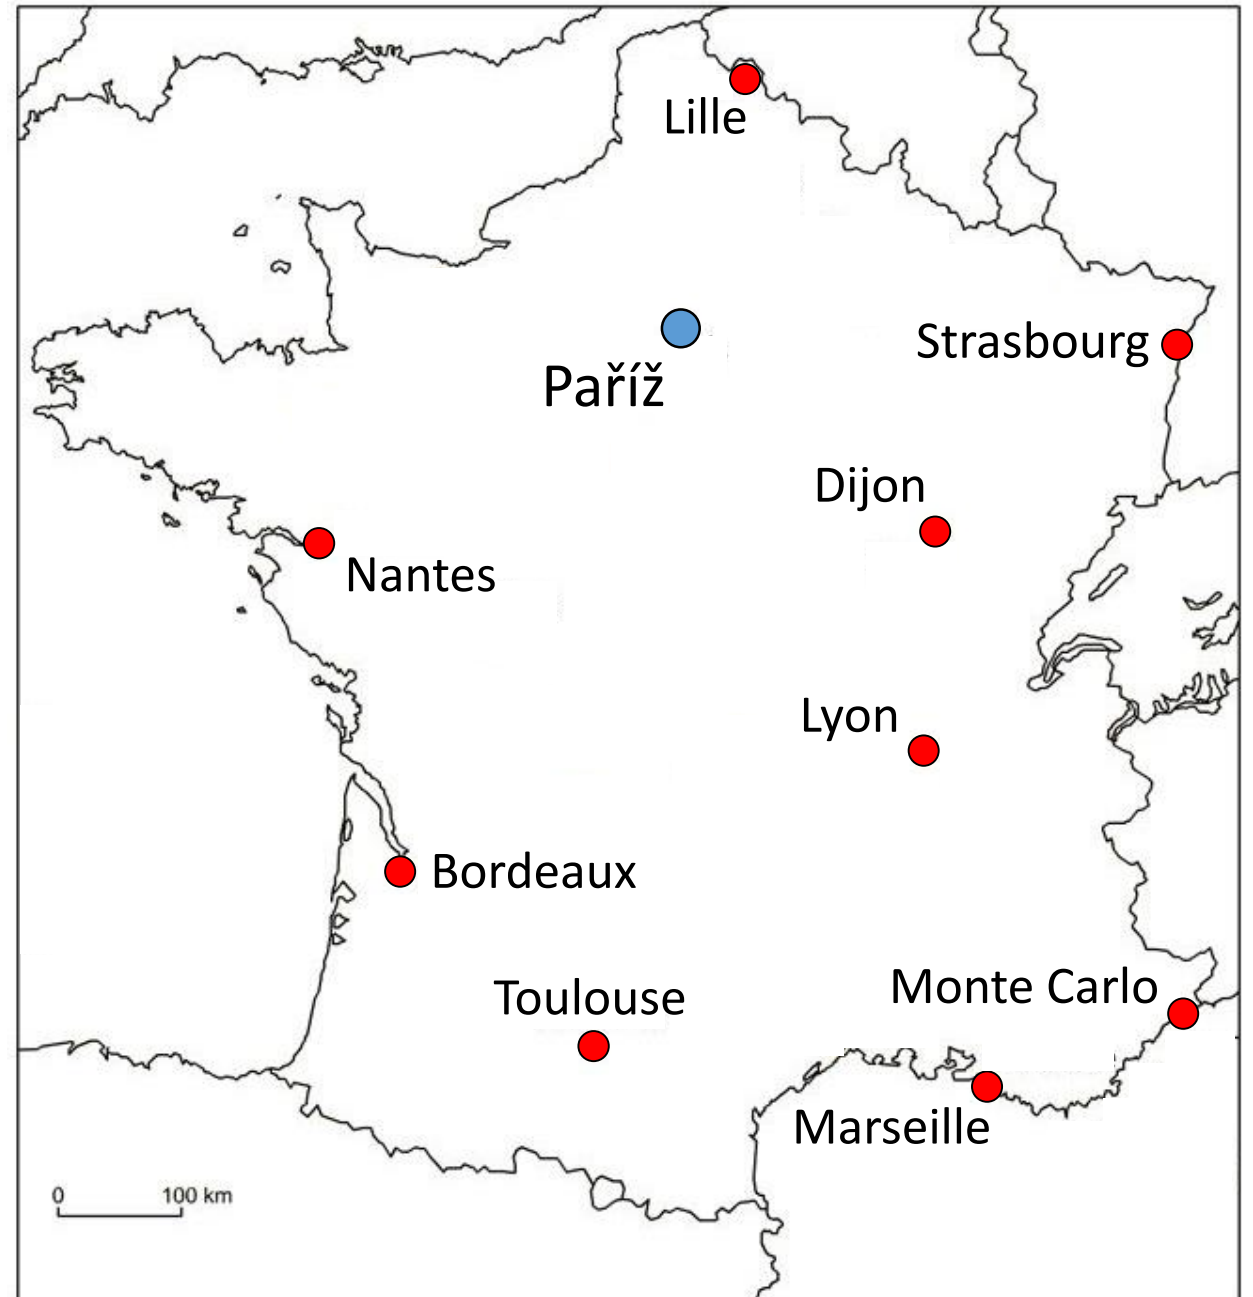 Lille
Strasbourg
Paříž
Dijon
Nantes
Lyon
Bordeaux
Monte Carlo
Toulouse
Marseille
0 100 km